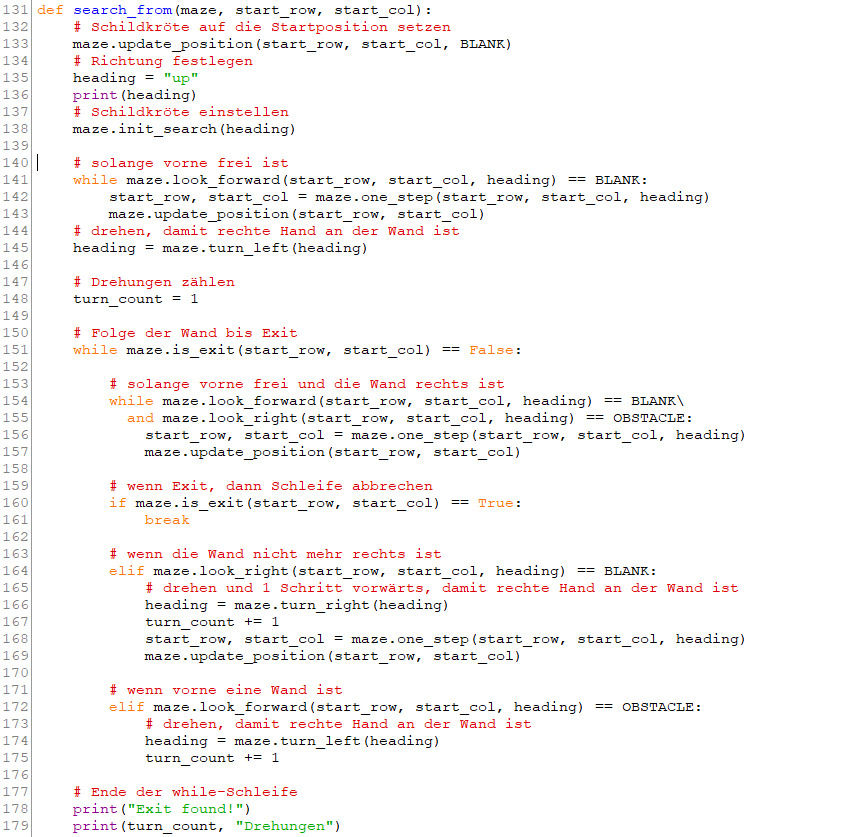 131 def search_from(maze, start_row, start_col):
132     # Schildkröte auf die Startposition setzen
133     maze.update_position(start_row, start_col, BLANK)
134     # Richtung festlegen
135     heading = "up"
136     print(heading)
137     # Schildkröte einstellen
138     maze.init_search(heading)
139
140     # solange vorne frei ist
141     while maze.look_forward(start_row, start_col, heading) == BLANK:
142         start_row, start_col = maze.one_step(start_row, start_col, heading)
143         maze.update_position(start_row, start_col)
144     # drehen, damit rechte Hand an der Wand ist
145     heading = maze.turn_left(heading)
146
147     # Drehungen zählen
148     turn_count = 1
149
150     # Folge der Wand bis Exit
151     while maze.is_exit(start_row, start_col) == False:
152
153         # solange vorne frei und die Wand rechts ist
154         while maze.look_forward(start_row, start_col, heading) == BLANK\
155           and maze.look_right(start_row, start_col, heading) == OBSTACLE:
156             start_row, start_col = maze.one_step(start_row, start_col, heading)
157             maze.update_position(start_row, start_col)
158
159         # wenn Exit, dann Schleife abbrechen
160         if maze.is_exit(start_row, start_col) == True:
161             break
162
163         # wenn die Wand nicht mehr rechts ist
164         elif maze.look_right(start_row, start_col, heading) == BLANK:
165             # drehen und 1 Schritt vorwärts, damit rechte Hand an der Wand ist
166             heading = maze.turn_right(heading)
167             turn_count += 1
168             start_row, start_col = maze.one_step(start_row, start_col, heading)
169             maze.update_position(start_row, start_col)
170
171         # wenn vorne eine Wand ist
172         elif maze.look_forward(start_row, start_col, heading) == OBSTACLE:
173             # drehen, damit rechte Hand an der Wand ist
174             heading = maze.turn_left(heading)
175             turn_count += 1
176
177     # Ende der while-Schleife
178     print("Exit found!")
179     print(turn_count, "Drehungen")